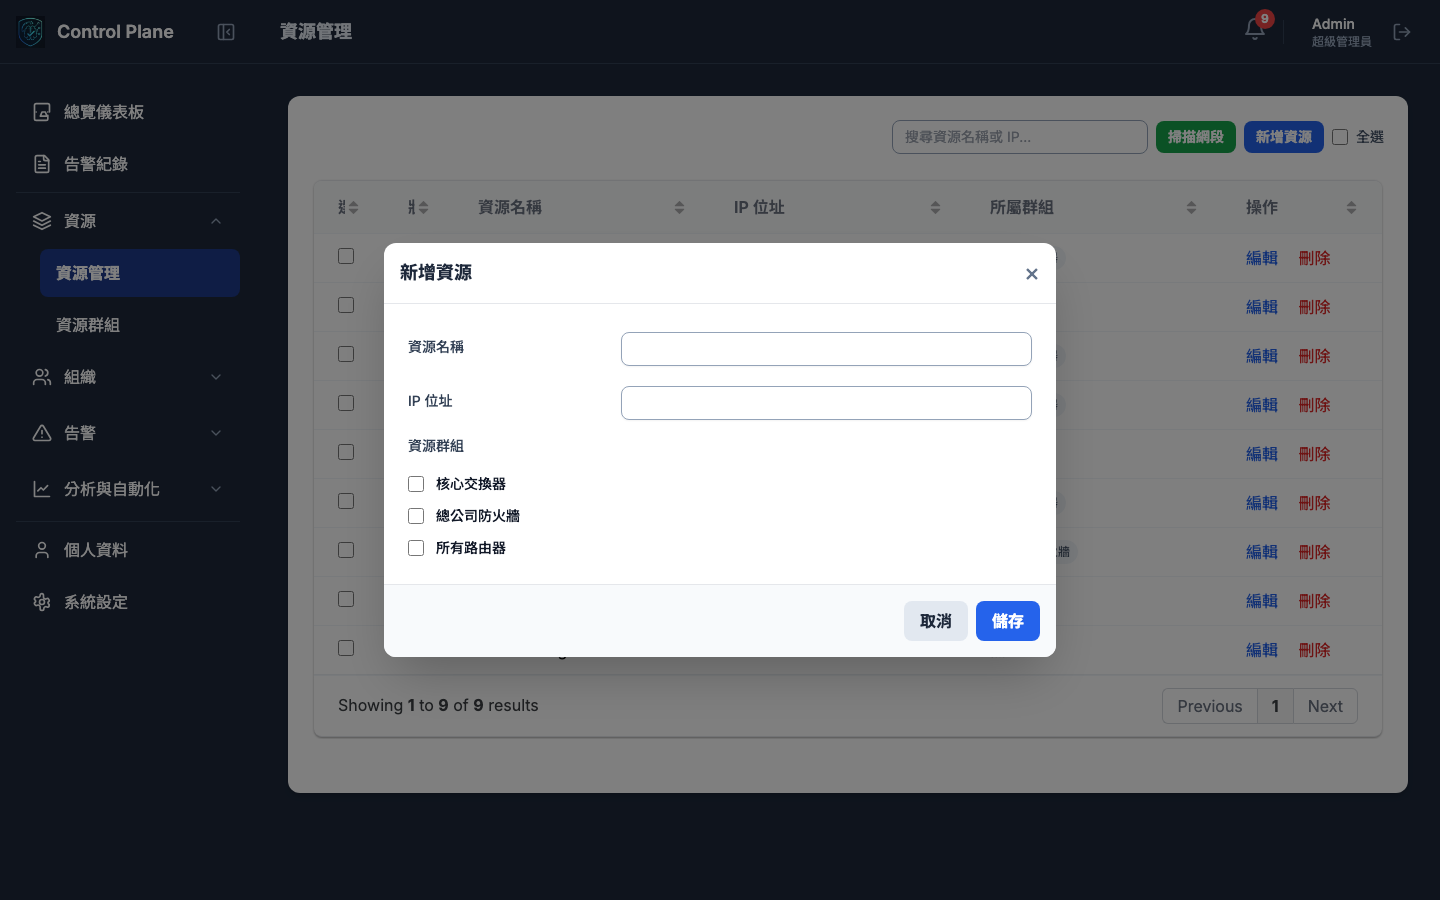 Control Plane
資源管理
9
Admin
超級管理員
總覽儀表板
告警紀錄
資源
資源管理
資源群組
組織
告警
分析與自動化
個人資料
系統設定
搜尋資源名稱或 IP...
掃描網段
新增資源
全選
資源名稱
IP 位址
所屬群組
操作
編輯 刪除
編輯 刪除
編輯 刪除
編輯 刪除
編輯 刪除
編輯 刪除
牆
編輯 刪除
編輯 刪除
編輯 刪除
新增資源
×
資源名稱
IP 位址
資源群組
核心交換器
總公司防火牆
所有路由器
取消
儲存
Showing 1 to 9 of 9 results
Previous 1 Next